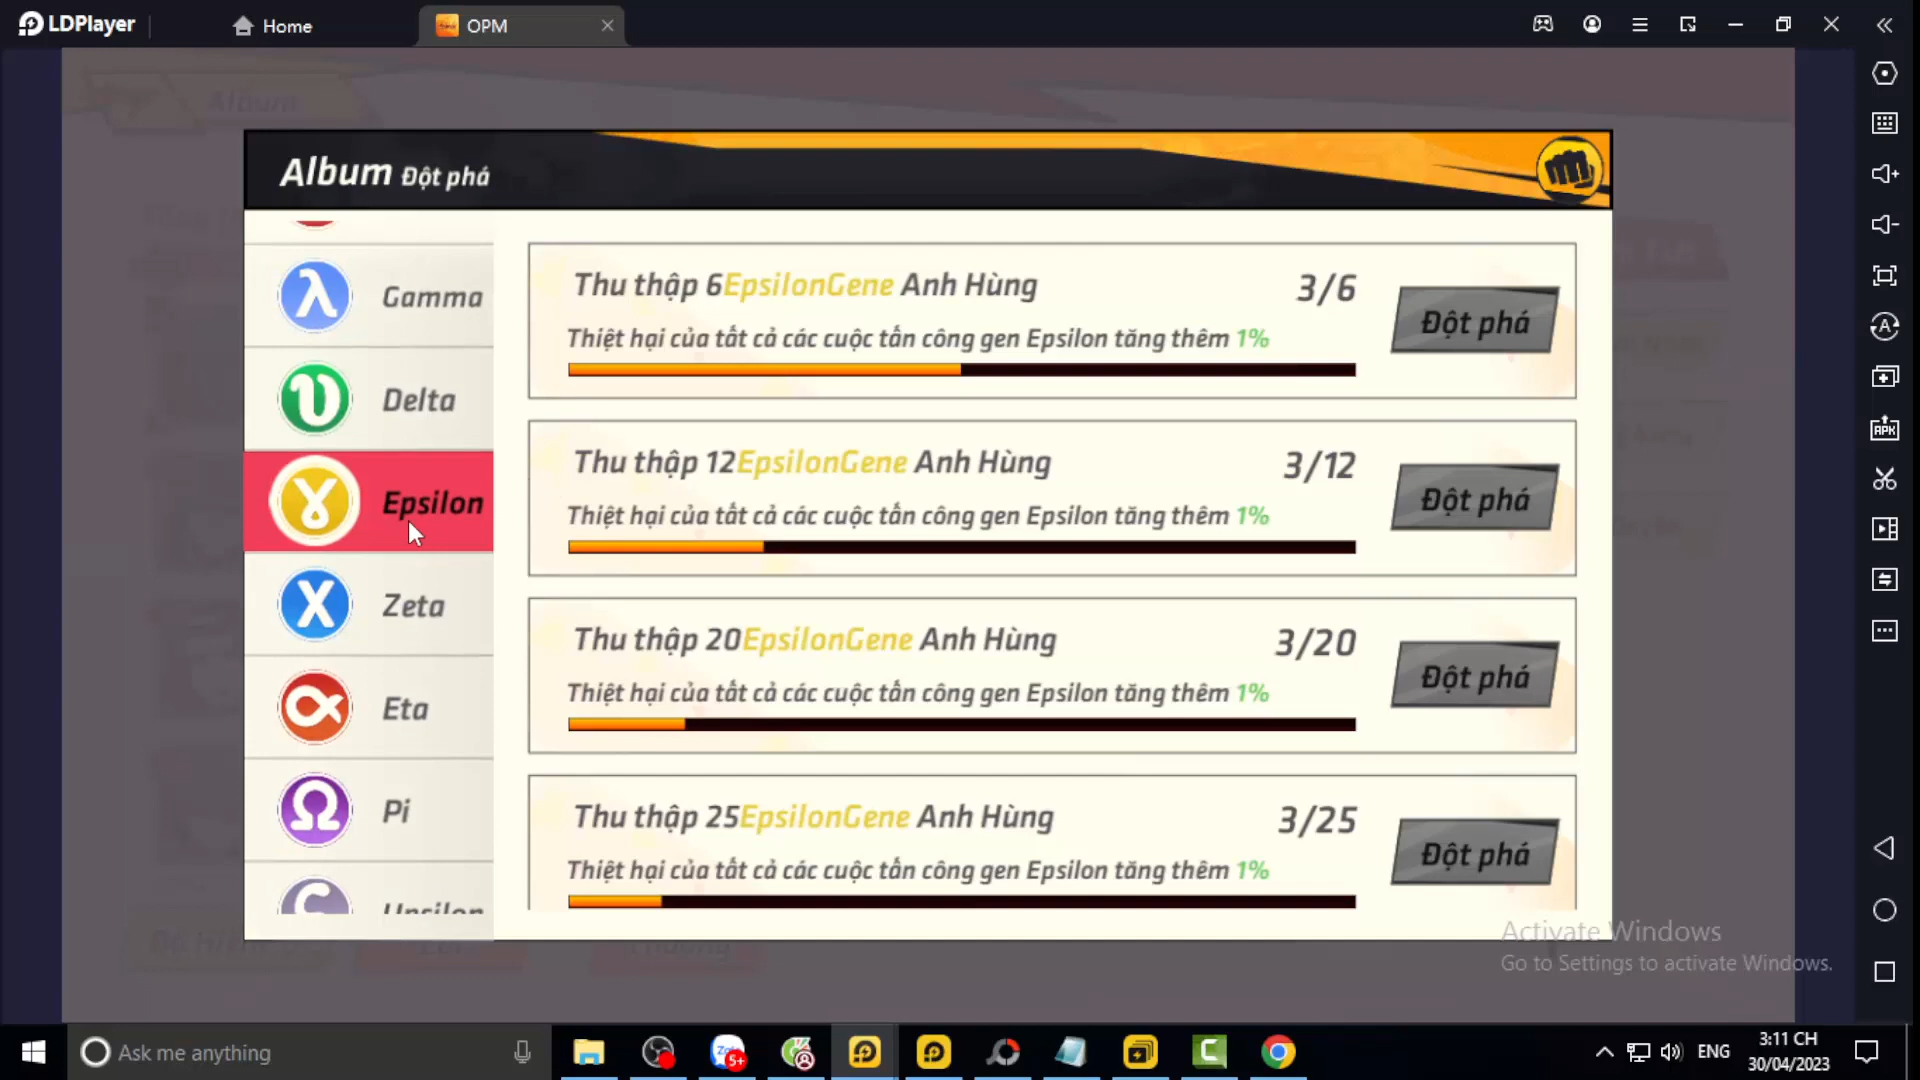 LDPlayer
Home
OPM
Album
Album Đột phá
Gamma
Delta
Epsilon
Zeta
Eta
Pi
Upsilon
Thu thập 6EpsilonGene Anh Hùng
3/6
Thiệt hại của tất cả các cuộc tấn công gen Epsilon tăng thêm 1%
Đột phá
Thu thập 12EpsilonGene Anh Hùng
3/12
Thiệt hại của tất cả các cuộc tấn công gen Epsilon tăng thêm 1%
Đột phá
Thu thập 20EpsilonGene Anh Hùng
3/20
Thiệt hại của tất cả các cuộc tấn công gen Epsilon tăng thêm 1%
Đột phá
Thu thập 25EpsilonGene Anh Hùng
3/25
Thiệt hại của tất cả các cuộc tấn công gen Epsilon tăng thêm 1%
Đột phá
Activate Windows
Go to Settings to activate Windows.
Ask me anything
Zalo
5+
ENG
3:11 CH
30/04/2023
APK